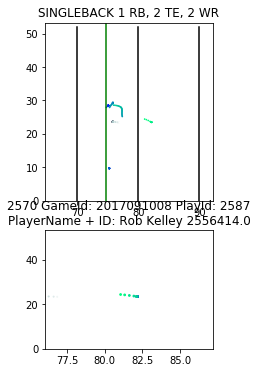 SINGLEBACK 1 RB, 2 TE, 2 WR
50
40
30
20
10
0
70 80 90
2570 GameId: 2017091008 PlayId: 2587
PlayerName + ID: Rob Kelley 2556414.0
40
20
0
77.5 80.0 82.5 85.0